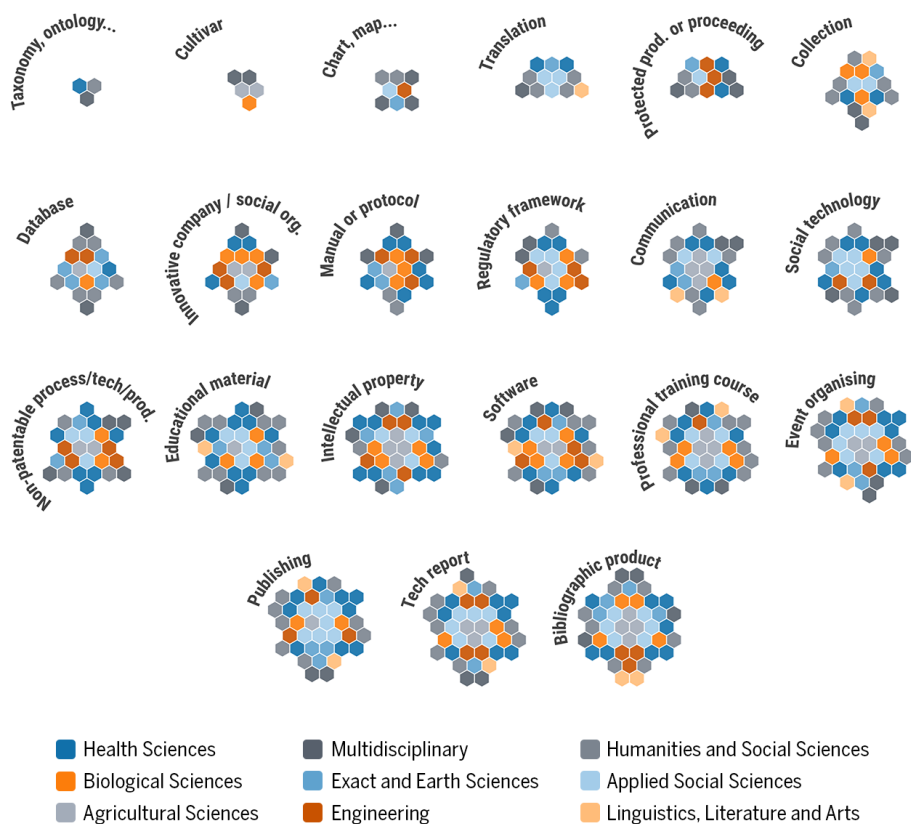 Taxonomy, ontology...
Cultivar
Chart, map...
Translation
Protected prod. or proceeding
Collection
Database
Innovative company / social org.
Manual or protocol
Regulatory framework
Communication
Social technology
Non-patentable process/tech/prod.
Educational material
Intellectual property
Software
Professional training course
Event organising
Publishing
Tech report
Bibliographic product
Health Sciences
Multidisciplinary
Humanities and Social Sciences
Biological Sciences
Exact and Earth Sciences
Applied Social Sciences
Agricultural Sciences
Engineering
Linguistics, Literature and Arts